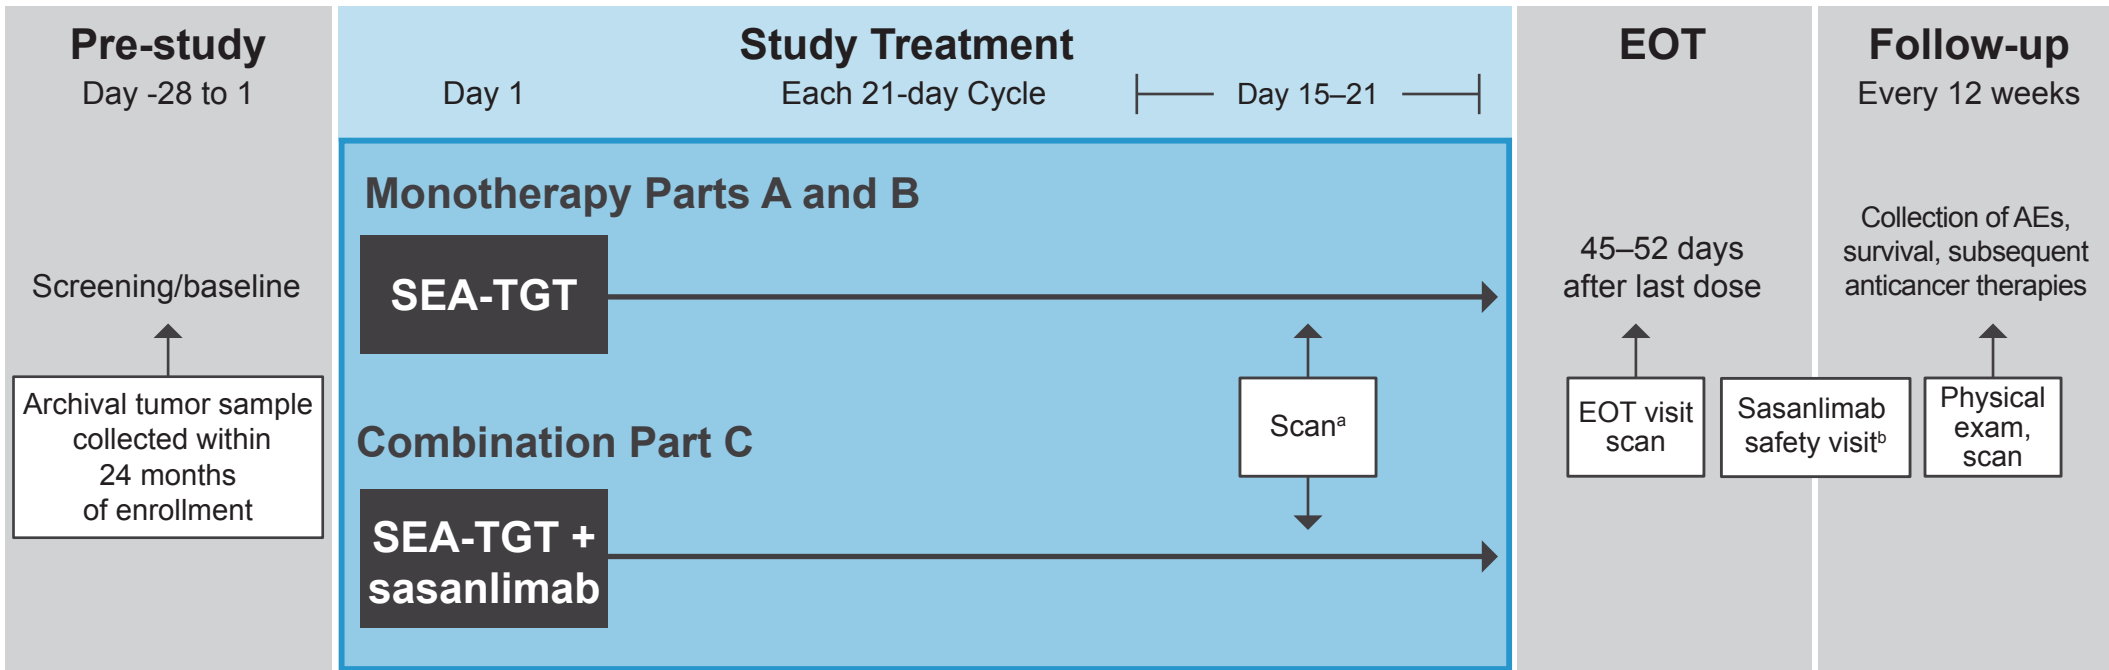 Pre-study
Day -28 to 1
Screening/baseline
Archival tumor sample
collected within
24 months
of enrollment
Study Treatment
Day 1
Each 21-day Cycle
Day 15–21
Monotherapy Parts A and B
SEA-TGT
Combination Part C
SEA-TGT +
sasanlimab
Scanᵃ
EOT
45–52 days
after last dose
EOT visit
scan
Sasanlimab
safety visitᵇ
Follow-up
Every 12 weeks
Collection of AEs,
survival, subsequent
anticancer therapies
Physical
exam,
scan